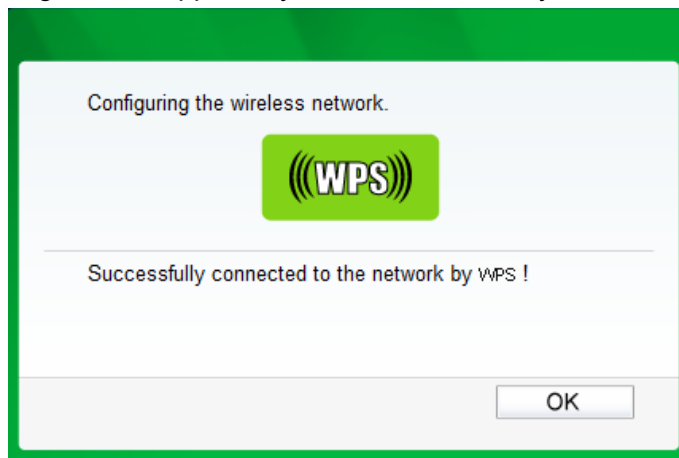 Configuring the wireless network.
(((WPS)))
Successfully connected to the network by WPS !
OK